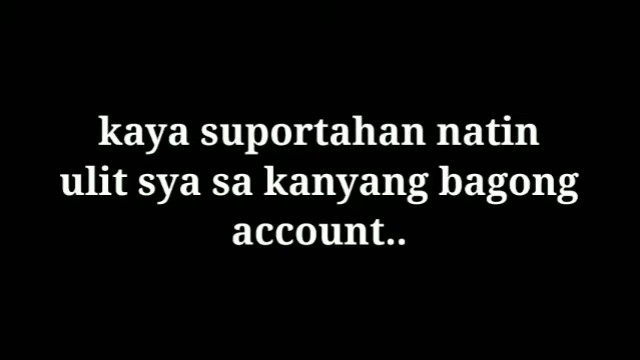 kaya suportahan natin
ulit sya sa kanyang bagong
account..